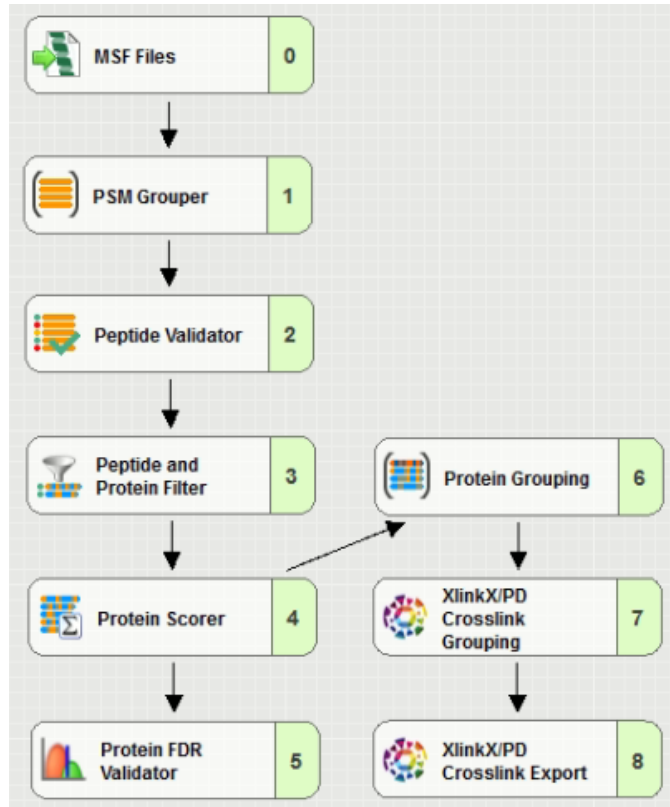 MSF Files 0
PSM Grouper 1
Peptide Validator 2
Peptide and
Protein Filter 3
Protein Scorer 4
Protein FDR
Validator 5
Protein Grouping 6
XlinkX/PD
Crosslink
Grouping 7
XlinkX/PD
Crosslink Export 8